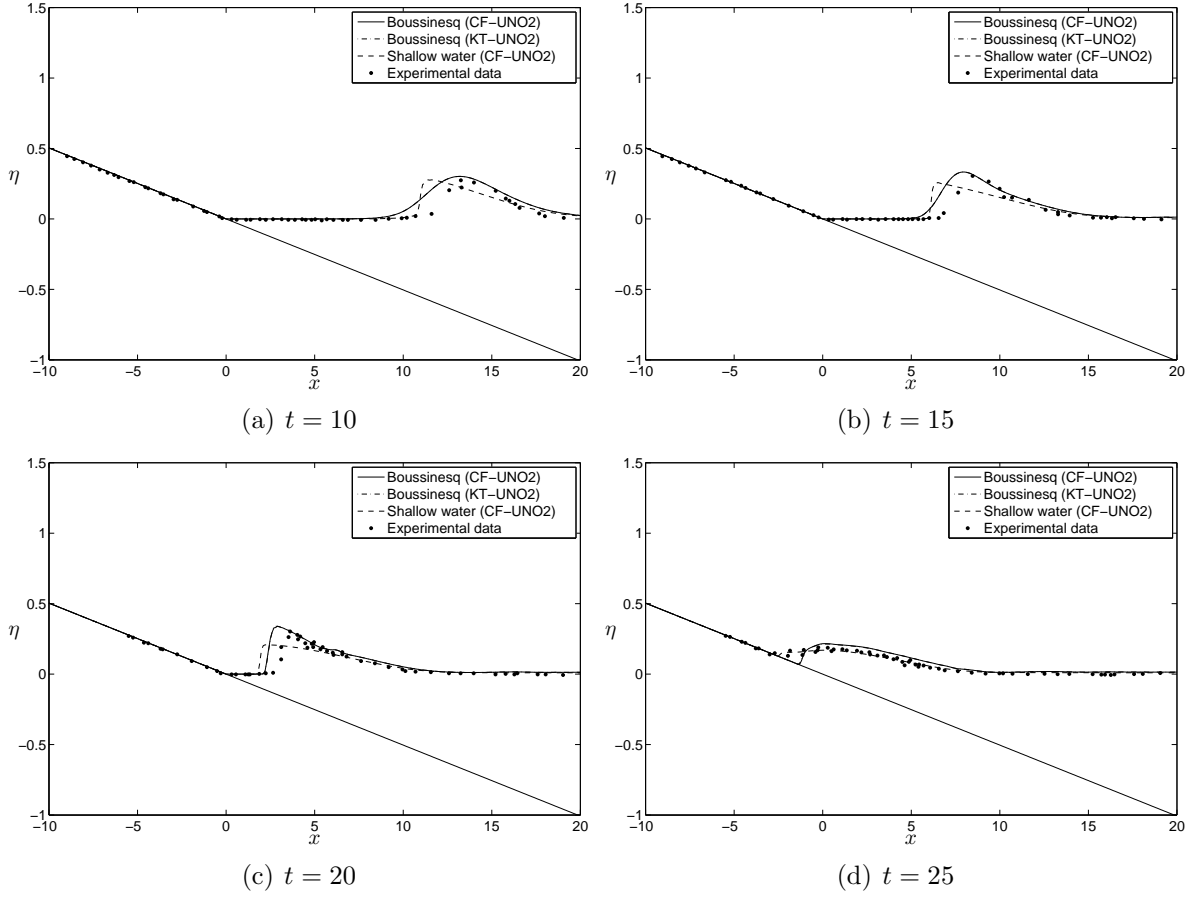 1.5
Boussinesq (CF−UNO2)
Boussinesq (KT−UNO2)
Shallow water (CF−UNO2)
Experimental data
1
0.5
η
0
−0.5
−1
−10 −5 0 5 10 15 20
x
(a) t = 10
1.5
Boussinesq (CF−UNO2)
Boussinesq (KT−UNO2)
Shallow water (CF−UNO2)
Experimental data
1
0.5
η
0
−0.5
−1
−10 −5 0 5 10 15 20
x
(b) t = 15
1.5
Boussinesq (CF−UNO2)
Boussinesq (KT−UNO2)
Shallow water (CF−UNO2)
Experimental data
1
0.5
η
0
−0.5
−1
−10 −5 0 5 10 15 20
x
(c) t = 20
1.5
Boussinesq (CF−UNO2)
Boussinesq (KT−UNO2)
Shallow water (CF−UNO2)
Experimental data
1
0.5
η
0
−0.5
−1
−10 −5 0 5 10 15 20
x
(d) t = 25